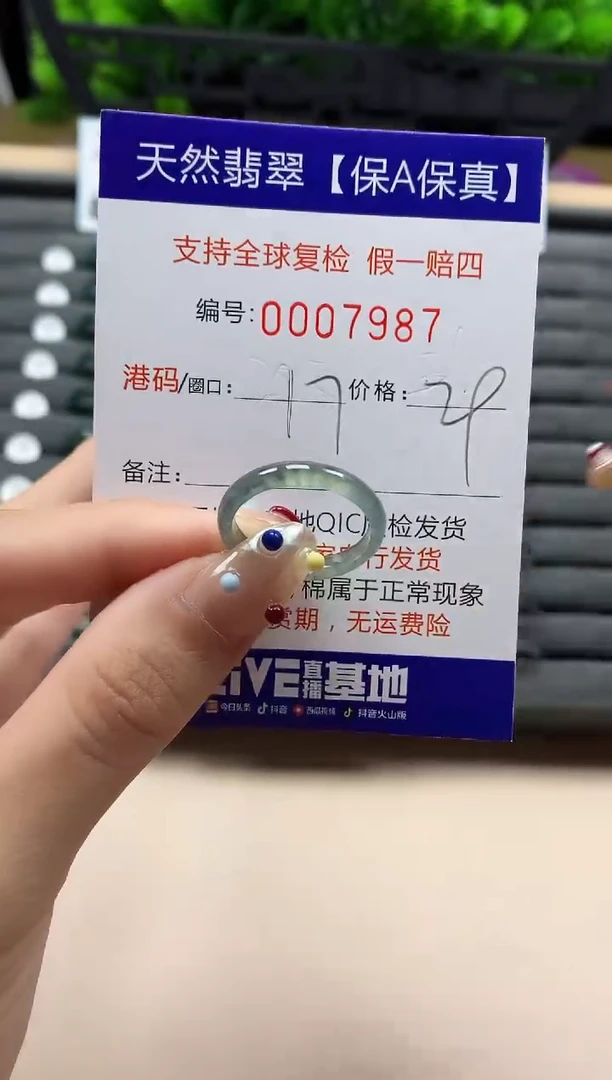 天然翡翠【保A保真】
支持全球复检 假一赔四
编号:0007987
港码/圈口: 17 价格:
备注:
地QIC质检发货
行发货
棉属于正常现象
赏期，无运费险
LIVE直播基地
今日头条 抖音 西瓜视频 抖音火山版